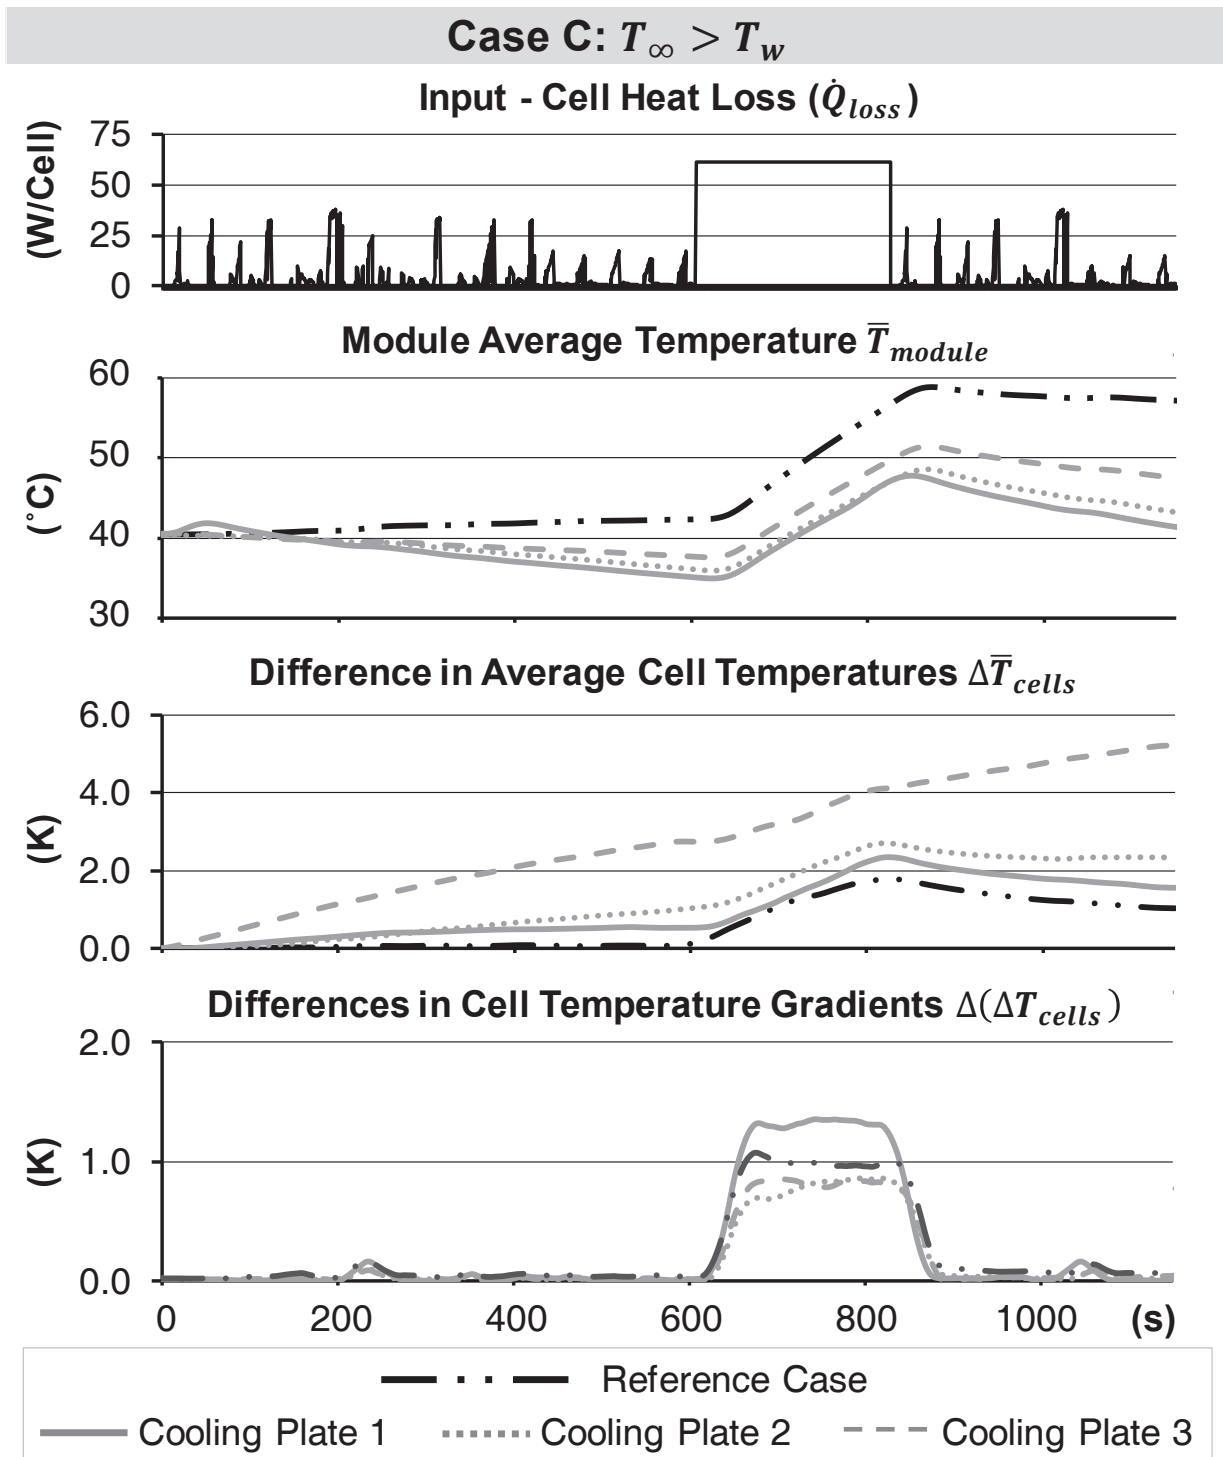 Case C: T∞ > Tw
Input - Cell Heat Loss (Q̇loss)
(W/Cell)
75
50
25
0
Module Average Temperature T̅module
(˚C)
60
50
40
30
Difference in Average Cell Temperatures ΔT̅cells
(K)
6.0
4.0
2.0
0.0
Differences in Cell Temperature Gradients Δ(ΔTcells)
(K)
2.0
1.0
0.0
0 200 400 600 800 1000 (s)
Reference Case
Cooling Plate 1 Cooling Plate 2 Cooling Plate 3